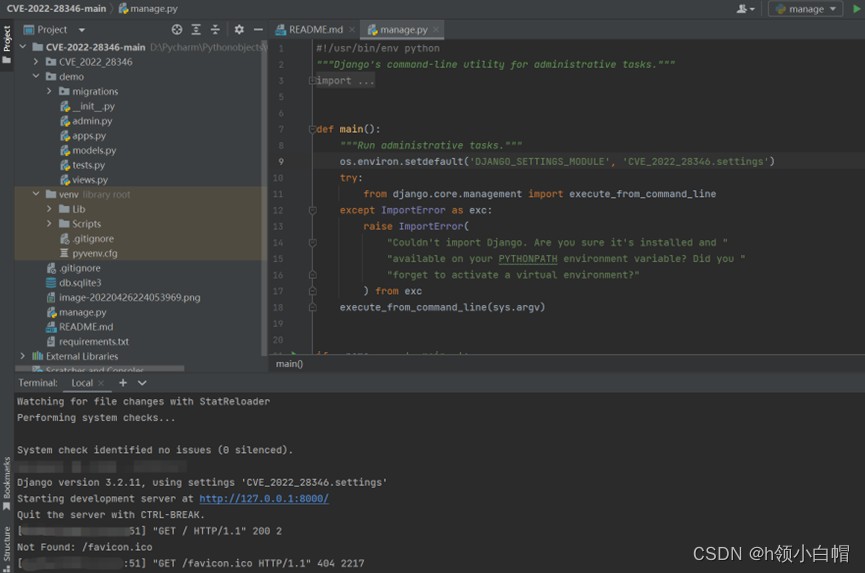 CVE-2022-28346-main manage.py
manage
Project
Project
CVE-2022-28346-main D:\Pycharm\Pythonobjects\
CVE_2022_28346
demo
migrations
__init__.py
admin.py
apps.py
models.py
tests.py
views.py
venv library root
Lib
Scripts
.gitignore
pyvenv.cfg
.gitignore
db.sqlite3
image-20220426224053969.png
manage.py
README.md
requirements.txt
External Libraries
Scratches and Consoles
README.md manage.py
1 #!/usr/bin/env python
2 """Django's command-line utility for administrative tasks."""
3 import ...
5
6
7 def main():
8 """Run administrative tasks."""
9 os.environ.setdefault('DJANGO_SETTINGS_MODULE', 'CVE_2022_28346.settings')
10 try:
11 from django.core.management import execute_from_command_line
12 except ImportError as exc:
13 raise ImportError(
14 "Couldn't import Django. Are you sure it's installed and "
15 "available on your PYTHONPATH environment variable? Did you "
16 "forget to activate a virtual environment?"
17 ) from exc
18 execute_from_command_line(sys.argv)
19
20
main()
Terminal: Local
Watching for file changes with StatReloader
Performing system checks...
System check identified no issues (0 silenced).
Django version 3.2.11, using settings 'CVE_2022_28346.settings'
Starting development server at http://127.0.0.1:8000/
Quit the server with CTRL-BREAK.
[ 51] "GET / HTTP/1.1" 200 2
Not Found: /favicon.ico
[ :51] "GET /favicon.ico HTTP/1.1" 404 2217
Bookmarks
Structure
CSDN @h领小白帽